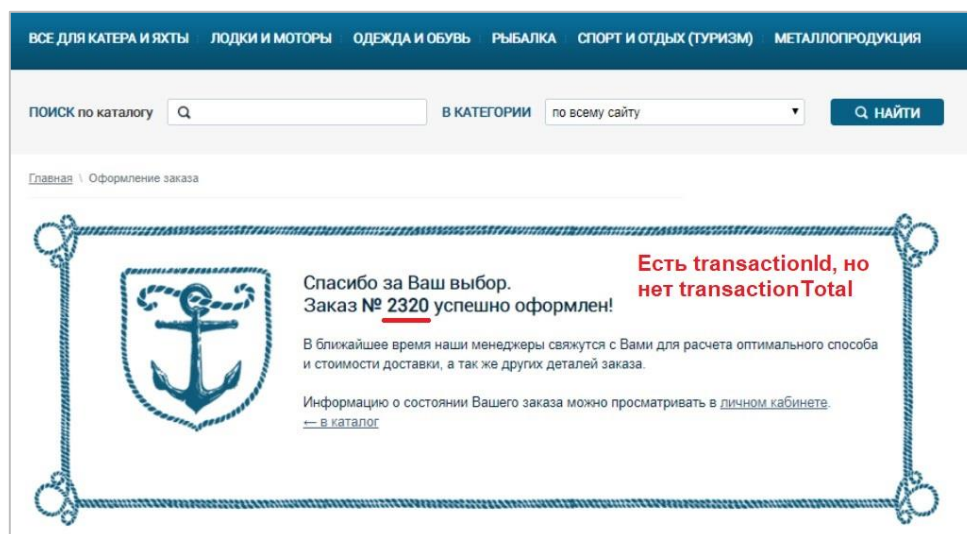 ВСЕ ДЛЯ КАТЕРА И ЯХТЫ ЛОДКИ И МОТОРЫ ОДЕЖДА И ОБУВЬ РЫБАЛКА СПОРТ И ОТДЫХ (ТУРИЗМ) МЕТАЛЛОПРОДУКЦИЯ
ПОИСК по каталогу В КАТЕГОРИИ по всему сайту НАЙТИ
Главная \ Оформление заказа
Есть transactionId, но
нет transactionTotal
Спасибо за Ваш выбор.
Заказ № 2320 успешно оформлен!
В ближайшее время наши менеджеры свяжутся с Вами для расчета оптимального способа
и стоимости доставки, а так же других деталей заказа.
Информацию о состоянии Вашего заказа можно просматривать в личном кабинете.
← в каталог